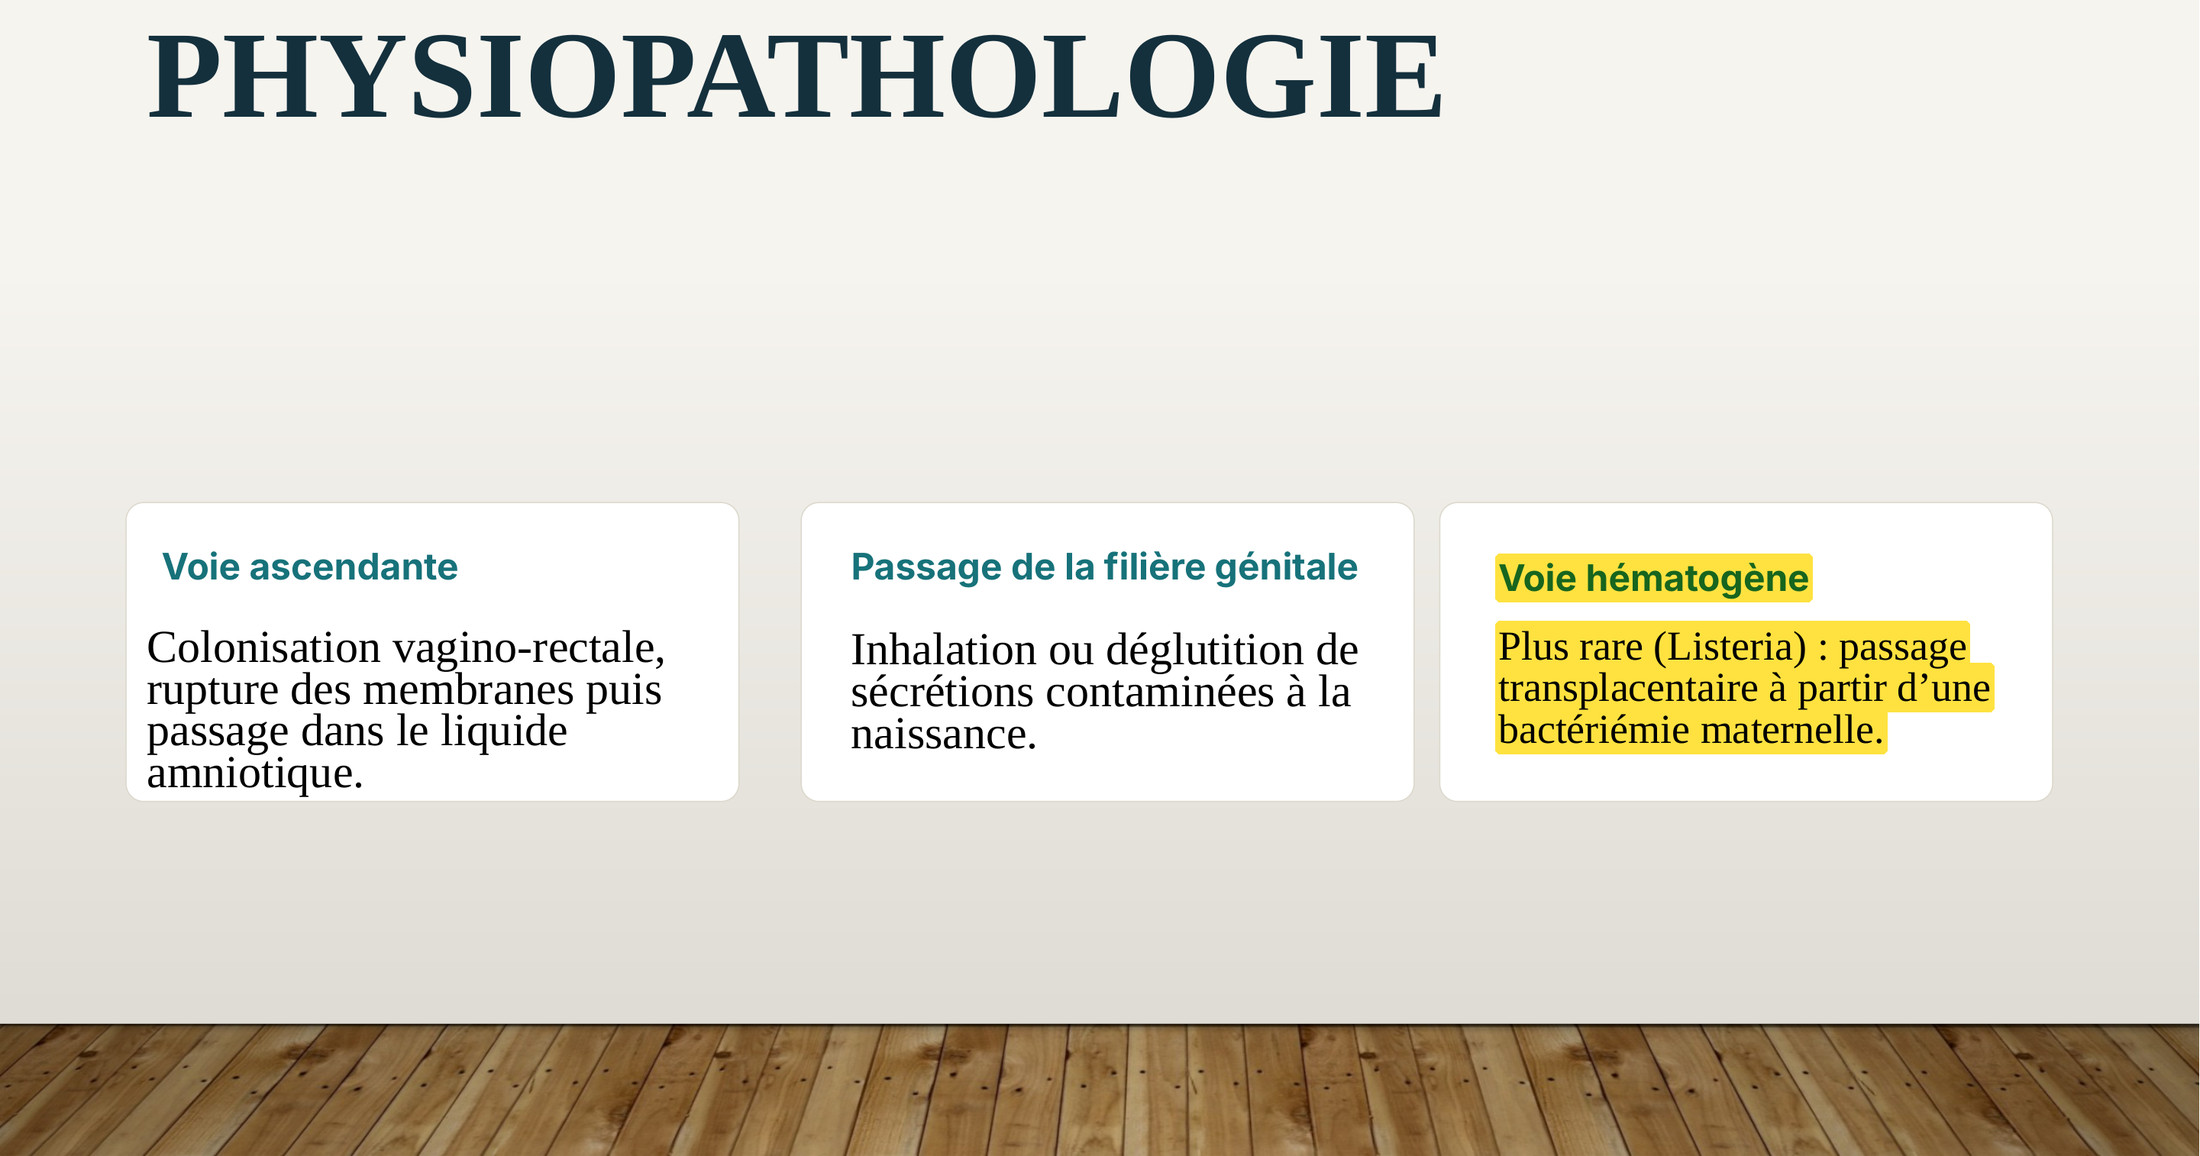 PHYSIOPATHOLOGIE
Voie ascendante
Colonisation vagino-rectale,
rupture des membranes puis
passage dans le liquide
amniotique.
Passage de la filière génitale
Inhalation ou déglutition de
sécrétions contaminées à la
naissance.
Voie hématogène
Plus rare (Listeria) : passage
transplacentaire à partir d’une
bactériémie maternelle.